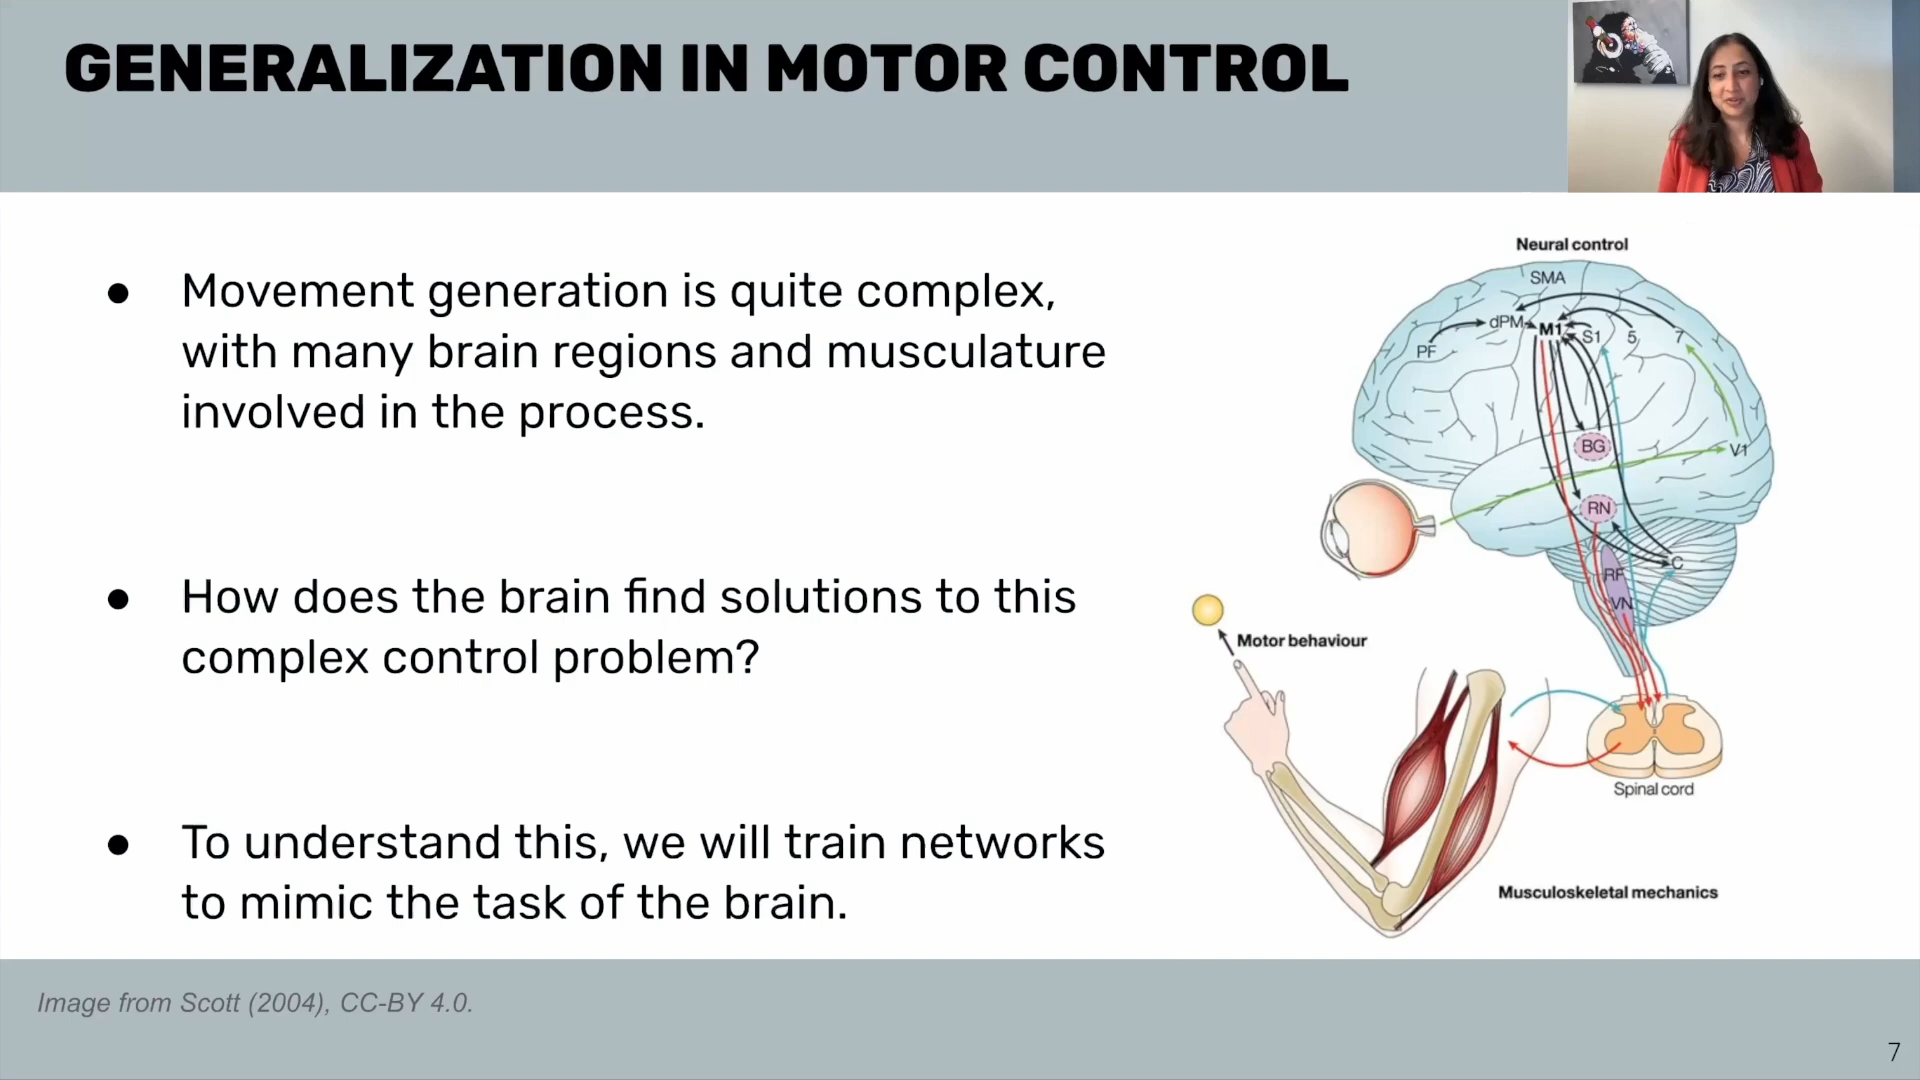 GENERALIZATION IN MOTOR CONTROL
● Movement generation is quite complex,
with many brain regions and musculature
involved in the process.
● How does the brain find solutions to this
complex control problem?
● To understand this, we will train networks
to mimic the task of the brain.
Neural control
SMA
dPM
M1
S1
5
7
PF
BG
V1
RN
C
RF
VN
Motor behaviour
Spinal cord
Musculoskeletal mechanics
Image from Scott (2004), CC-BY 4.0.
7